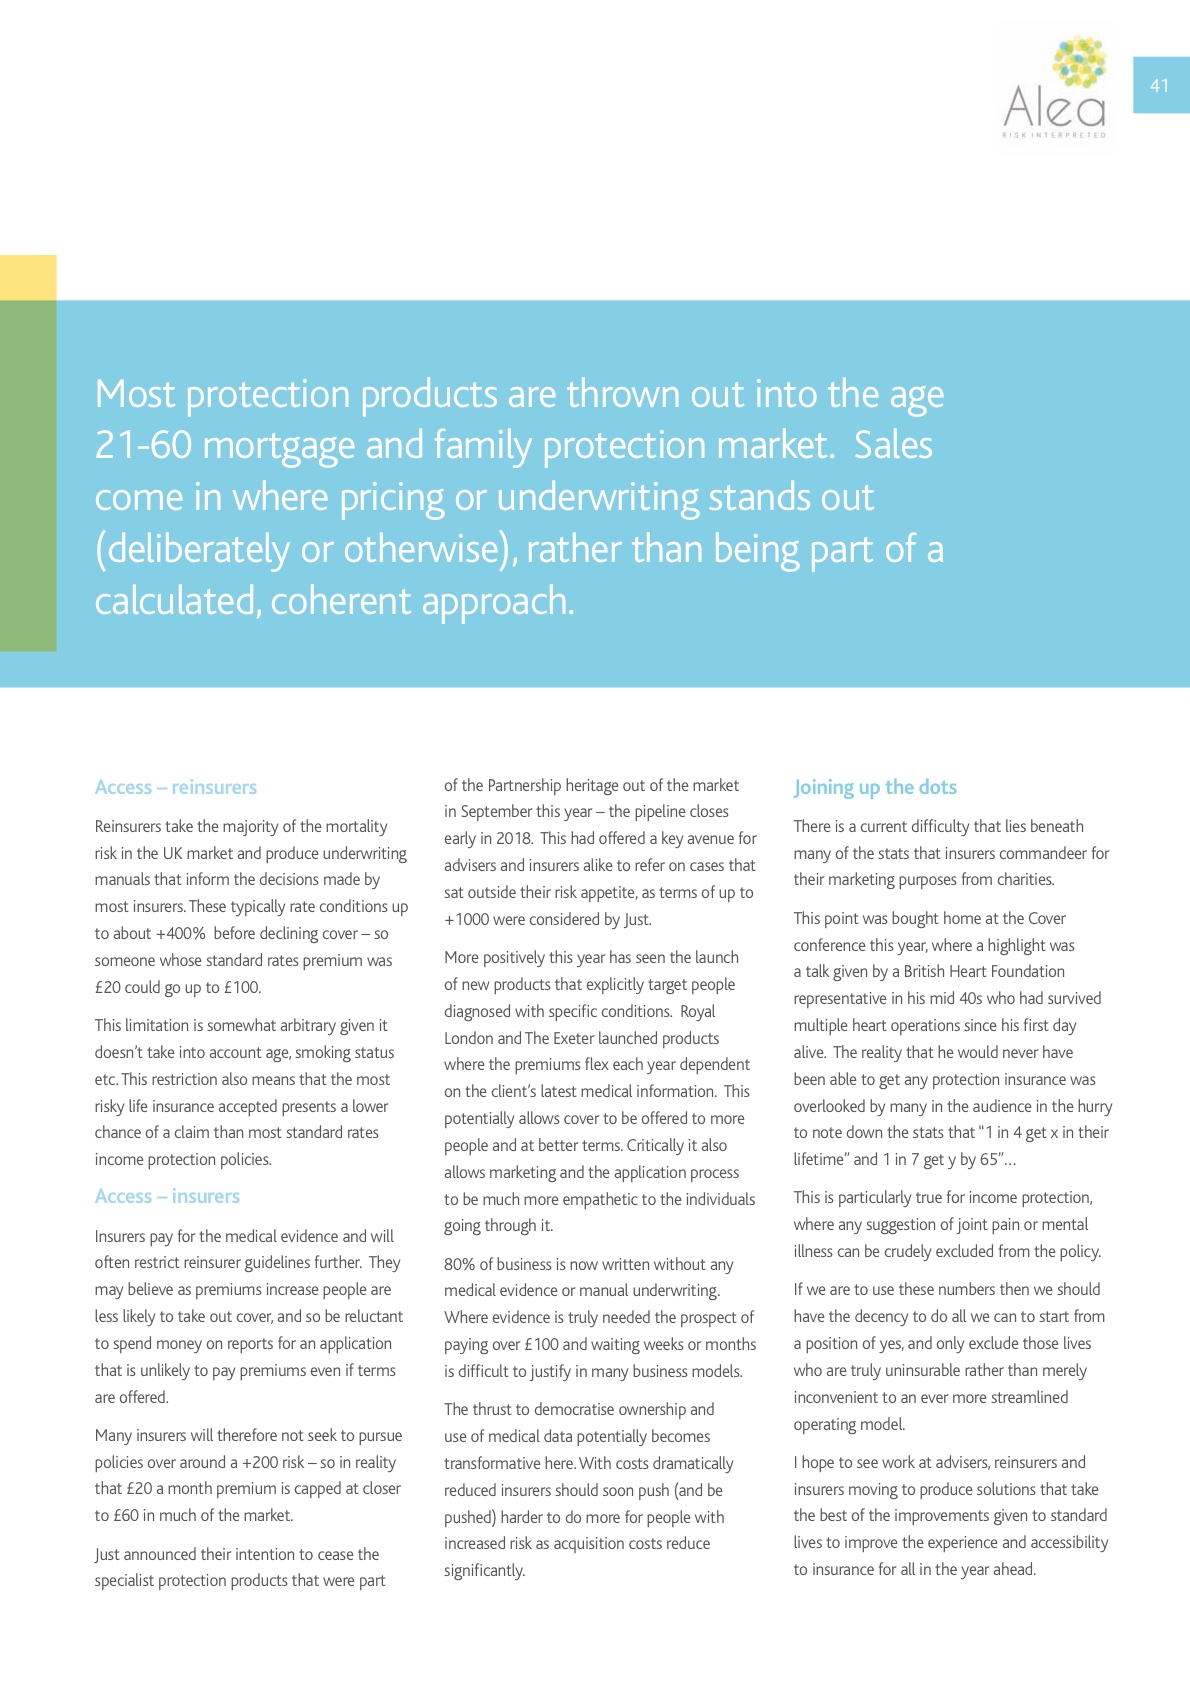 Alea
RISK INTERPRETED
41
Most protection products are thrown out into the age
21-60 mortgage and family protection market.  Sales
come in where pricing or underwriting stands out
(deliberately or otherwise), rather than being part of a
calculated, coherent approach.
Access – reinsurers
Reinsurers take the majority of the mortality
risk in the UK market and produce underwriting
manuals that inform the decisions made by
most insurers. These typically rate conditions up
to about +400%  before declining cover – so
someone whose standard rates premium was
£20 could go up to £100.
This limitation is somewhat arbitrary given it
doesn’t take into account age, smoking status
etc. This restriction also means that the most
risky life insurance accepted presents a lower
chance of a claim than most standard rates
income protection policies.
Access – insurers
Insurers pay for the medical evidence and will
often restrict reinsurer guidelines further.  They
may believe as premiums increase people are
less likely to take out cover, and so be reluctant
to spend money on reports for an application
that is unlikely to pay premiums even if terms
are offered.
Many insurers will therefore not seek to pursue
policies over around a +200 risk – so in reality
that £20 a month premium is capped at closer
to £60 in much of the market.
Just announced their intention to cease the
specialist protection products that were part
of the Partnership heritage out of the market
in September this year – the pipeline closes
early in 2018.  This had offered a key avenue for
advisers and insurers alike to refer on cases that
sat outside their risk appetite, as terms of up to
+1000 were considered by Just.
More positively this year has seen the launch
of new products that explicitly target people
diagnosed with specific conditions.  Royal
London and The Exeter launched products
where the premiums flex each year dependent
on the client’s latest medical information.  This
potentially allows cover to be offered to more
people and at better terms. Critically it also
allows marketing and the application process
to be much more empathetic to the individuals
going through it.
80% of business is now written without any
medical evidence or manual underwriting.
Where evidence is truly needed the prospect of
paying over £100 and waiting weeks or months
is difficult to justify in many business models.
The thrust to democratise ownership and
use of medical data potentially becomes
transformative here. With costs dramatically
reduced insurers should soon push (and be
pushed) harder to do more for people with
increased risk as acquisition costs reduce
significantly.
Joining up the dots
There is a current difficulty that lies beneath
many of the stats that insurers commandeer for
their marketing purposes from charities.
This point was bought home at the Cover
conference this year, where a highlight was
a talk given by a British Heart Foundation
representative in his mid 40s who had survived
multiple heart operations since his first day
alive.  The reality that he would never have
been able to get any protection insurance was
overlooked by many in the audience in the hurry
to note down the stats that “1 in 4 get x in their
lifetime” and 1 in 7 get y by 65”…
This is particularly true for income protection,
where any suggestion of joint pain or mental
illness can be crudely excluded from the policy.
If we are to use these numbers then we should
have the decency to do all we can to start from
a position of yes, and only exclude those lives
who are truly uninsurable rather than merely
inconvenient to an ever more streamlined
operating model.
I hope to see work at advisers, reinsurers and
insurers moving to produce solutions that take
the best of the improvements given to standard
lives to improve the experience and accessibility
to insurance for all in the year ahead.